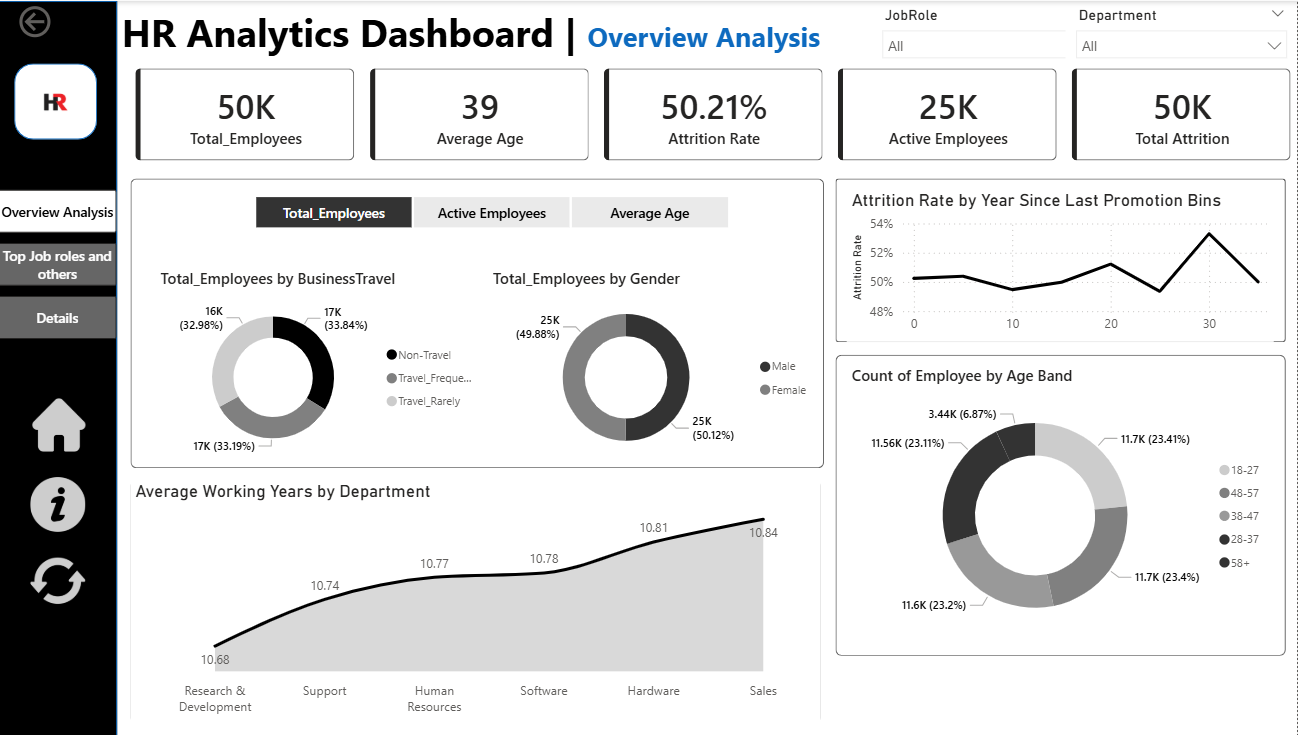 HR Analytics Dashboard | Overview Analysis
JobRole
All
Department
All
HR
50K
Total_Employees
39
Average Age
50.21%
Attrition Rate
25K
Active Employees
50K
Total Attrition
Overview Analysis
Top Job roles and
others
Details
Total_Employees
Active Employees
Average Age
Total_Employees by BusinessTravel
16K
(32.98%)
17K
(33.84%)
17K (33.19%)
Non-Travel
Travel_Freque...
Travel_Rarely
Total_Employees by Gender
25K
(49.88%)
25K
(50.12%)
Male
Female
Attrition Rate by Year Since Last Promotion Bins
Attrition Rate
54%
52%
50%
48%
0
10
20
30
Count of Employee by Age Band
3.44K (6.87%)
11.56K (23.11%)
11.7K (23.41%)
11.7K (23.4%)
11.6K (23.2%)
18-27
48-57
38-47
28-37
58+
Average Working Years by Department
10.68
10.74
10.77
10.78
10.81
10.84
Research &
Development
Support
Human
Resources
Software
Hardware
Sales
i